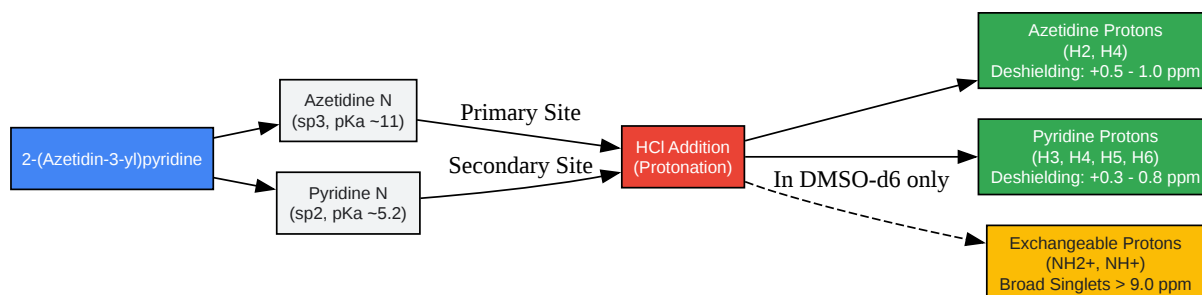 2-(Azetidin-3-yl)pyridine
Azetidine N
(sp3, pKa ~11)
Pyridine N
(sp2, pKa ~5.2)
Primary Site
Secondary Site
HCl Addition
(Protonation)
In DMSO-d6 only
Azetidine Protons
(H2, H4)
Deshielding: +0.5 - 1.0 ppm
Pyridine Protons
(H3, H4, H5, H6)
Deshielding: +0.3 - 0.8 ppm
Exchangeable Protons
(NH2+, NH+)
Broad Singlets > 9.0 ppm